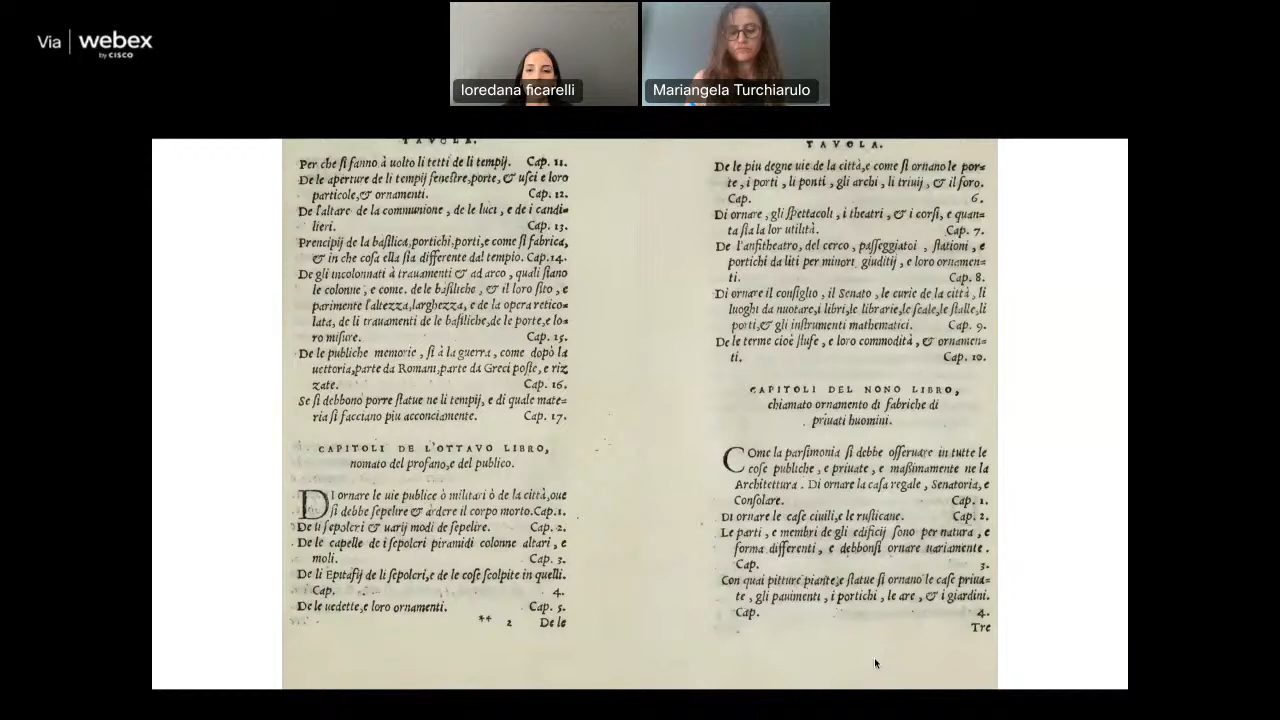 Via | webex
by CISCO
loredana ficarelli
Mariangela Turchiarulo
TAVOLA.
Per che ſi fanno à uolto li tetti de li tempij. Cap. 11.
De le aperture de li tempij feneſtre,porte, & uſci e loro
particole,& ornamenti. Cap. 12.
De l'altare de la communione , de le luci , e de i candi=
lieri. Cap. 13.
Prencipij de la baſilica,portichi,porti,e come ſi fabrica,
& in che coſa ella ſia differente dal tempio. Cap.14.
De gli incolonnati à trauamenti & ad arco , quali ſiano
le colonne , e come. de le baſiliche , & il loro ſito , e
parimente l'altezza,larghezza, e de la opera retico=
lata, de li trauamenti de le baſiliche,de le porte,e lo=
ro miſure. Cap. 15.
De le publiche memorie , ſi à la guerra , come dopò la
uettoria,parte da Romani,parte da Greci poſte, e riz
zate. Cap. 16.
Se ſi debbono porre ſtatue ne li tempij, e di quale mate=
ria ſi facciano piu acconciamente. Cap. 17.
CAPITOLI DE L'OTTAVO LIBRO,
nomato del profano,e del publico.
DI ornare le uie publice ò militari ò de la città,oue
ſi debbe ſepelire & ardere il corpo morto.Cap.1.
De li ſepolcri & uarij modi de ſepelire. Cap. 2.
De le capelle de i ſepolcri piramidi colonne altari , e
moli. Cap. 3.
De li Epitafij de li ſepolcri,e de le coſe ſcolpite in quelli.
Cap. 4.
De le uedette,e loro ornamenti. Cap. 5.
** 2 De le
TAVOLA.
De le piu degne uie de la città,e come ſi ornano le por=
te , i porti , li ponti , gli archi , li triuij , & il foro.
Cap. 6.
Di ornare , gli ſpettacoli , i theatri , & i corſi, e quan=
ta ſia la lor utilità. Cap. 7.
De l'anfitheatro, del cerco, paſſeggiatoi , ſtationi , e
portichi da liti per minori giuditij , e loro ornamen=
ti. Cap. 8.
Di ornare il conſiglio , il Senato , le curie de la città , li
luoghi da nuotare,i libri,le librarie,le ſcale,le ſtalle,li
porti,& gli inſtrumenti mathematici. Cap. 9.
De le terme cioè ſtufe , e loro commodità , & ornamen=
ti. Cap. 10.
CAPITOLI DEL NONO LIBRO,
chiamato ornamento di fabriche di
priuati huomini.
COme la parſimonia ſi debbe oſſeruare in tutte le
coſe publiche , e priuate , e maßimamente ne la
Architettura . Di ornare la caſa regale , Senatoria, e
Conſolare. Cap. 1.
Di ornare le caſe ciuili,e le ruſticane. Cap. 2.
Le parti , e membri de gli edificij ſono per natura , e
forma differenti , e debbonſi ornare uariamente .
Cap. 3.
Con quai pitture piante,e ſtatue ſi ornano le caſe priua=
te , gli pauimenti , i portichi , le are , & i giardini.
Cap. 4.
Tre